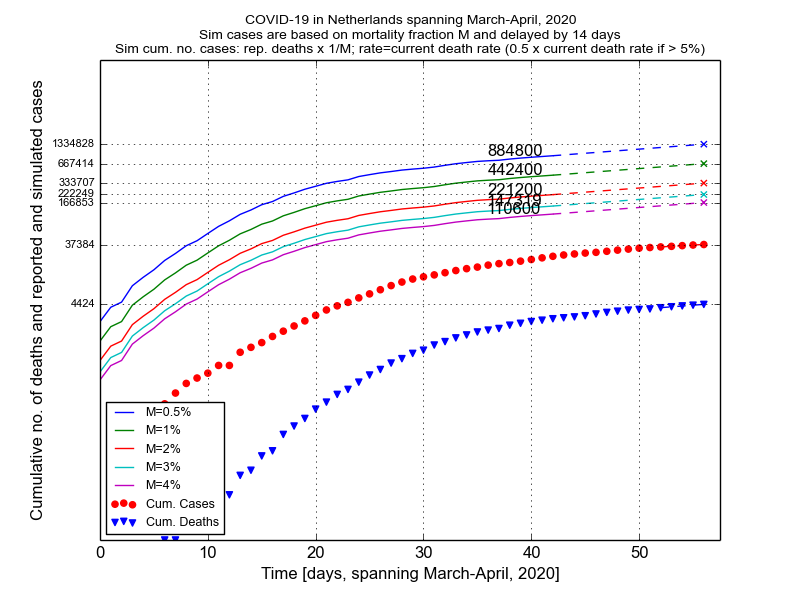 COVID-19 in Netherlands spanning March-April, 2020
Sim cases are based on mortality fraction M and delayed by 14 days
Sim cum. no. cases: rep. deaths x 1/M; rate=current death rate (0.5 x current death rate if > 5%)
Cumulative no. of deaths and reported and simulated cases
1334828
667414
333707
222249
166853
37384
4424
884800
442400
221200
147319
110600
M=0.5%
M=1%
M=2%
M=3%
M=4%
Cum. Cases
Cum. Deaths
0
10
20
30
40
50
Time [days, spanning March-April, 2020]